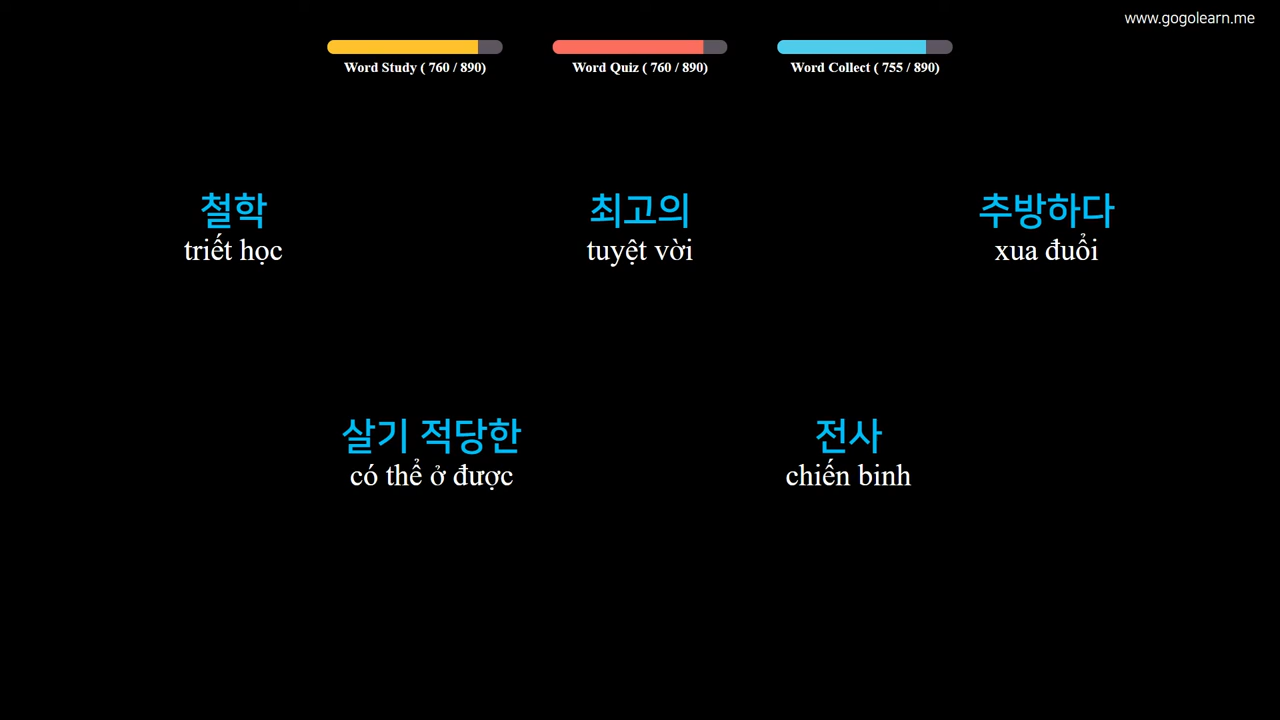 www.gogolearn.me
Word Study ( 760 / 890)
Word Quiz ( 760 / 890)
Word Collect ( 755 / 890)
철학
triết học
최고의
tuyệt vời
추방하다
xua đuổi
살기 적당한
có thể ở được
전사
chiến binh